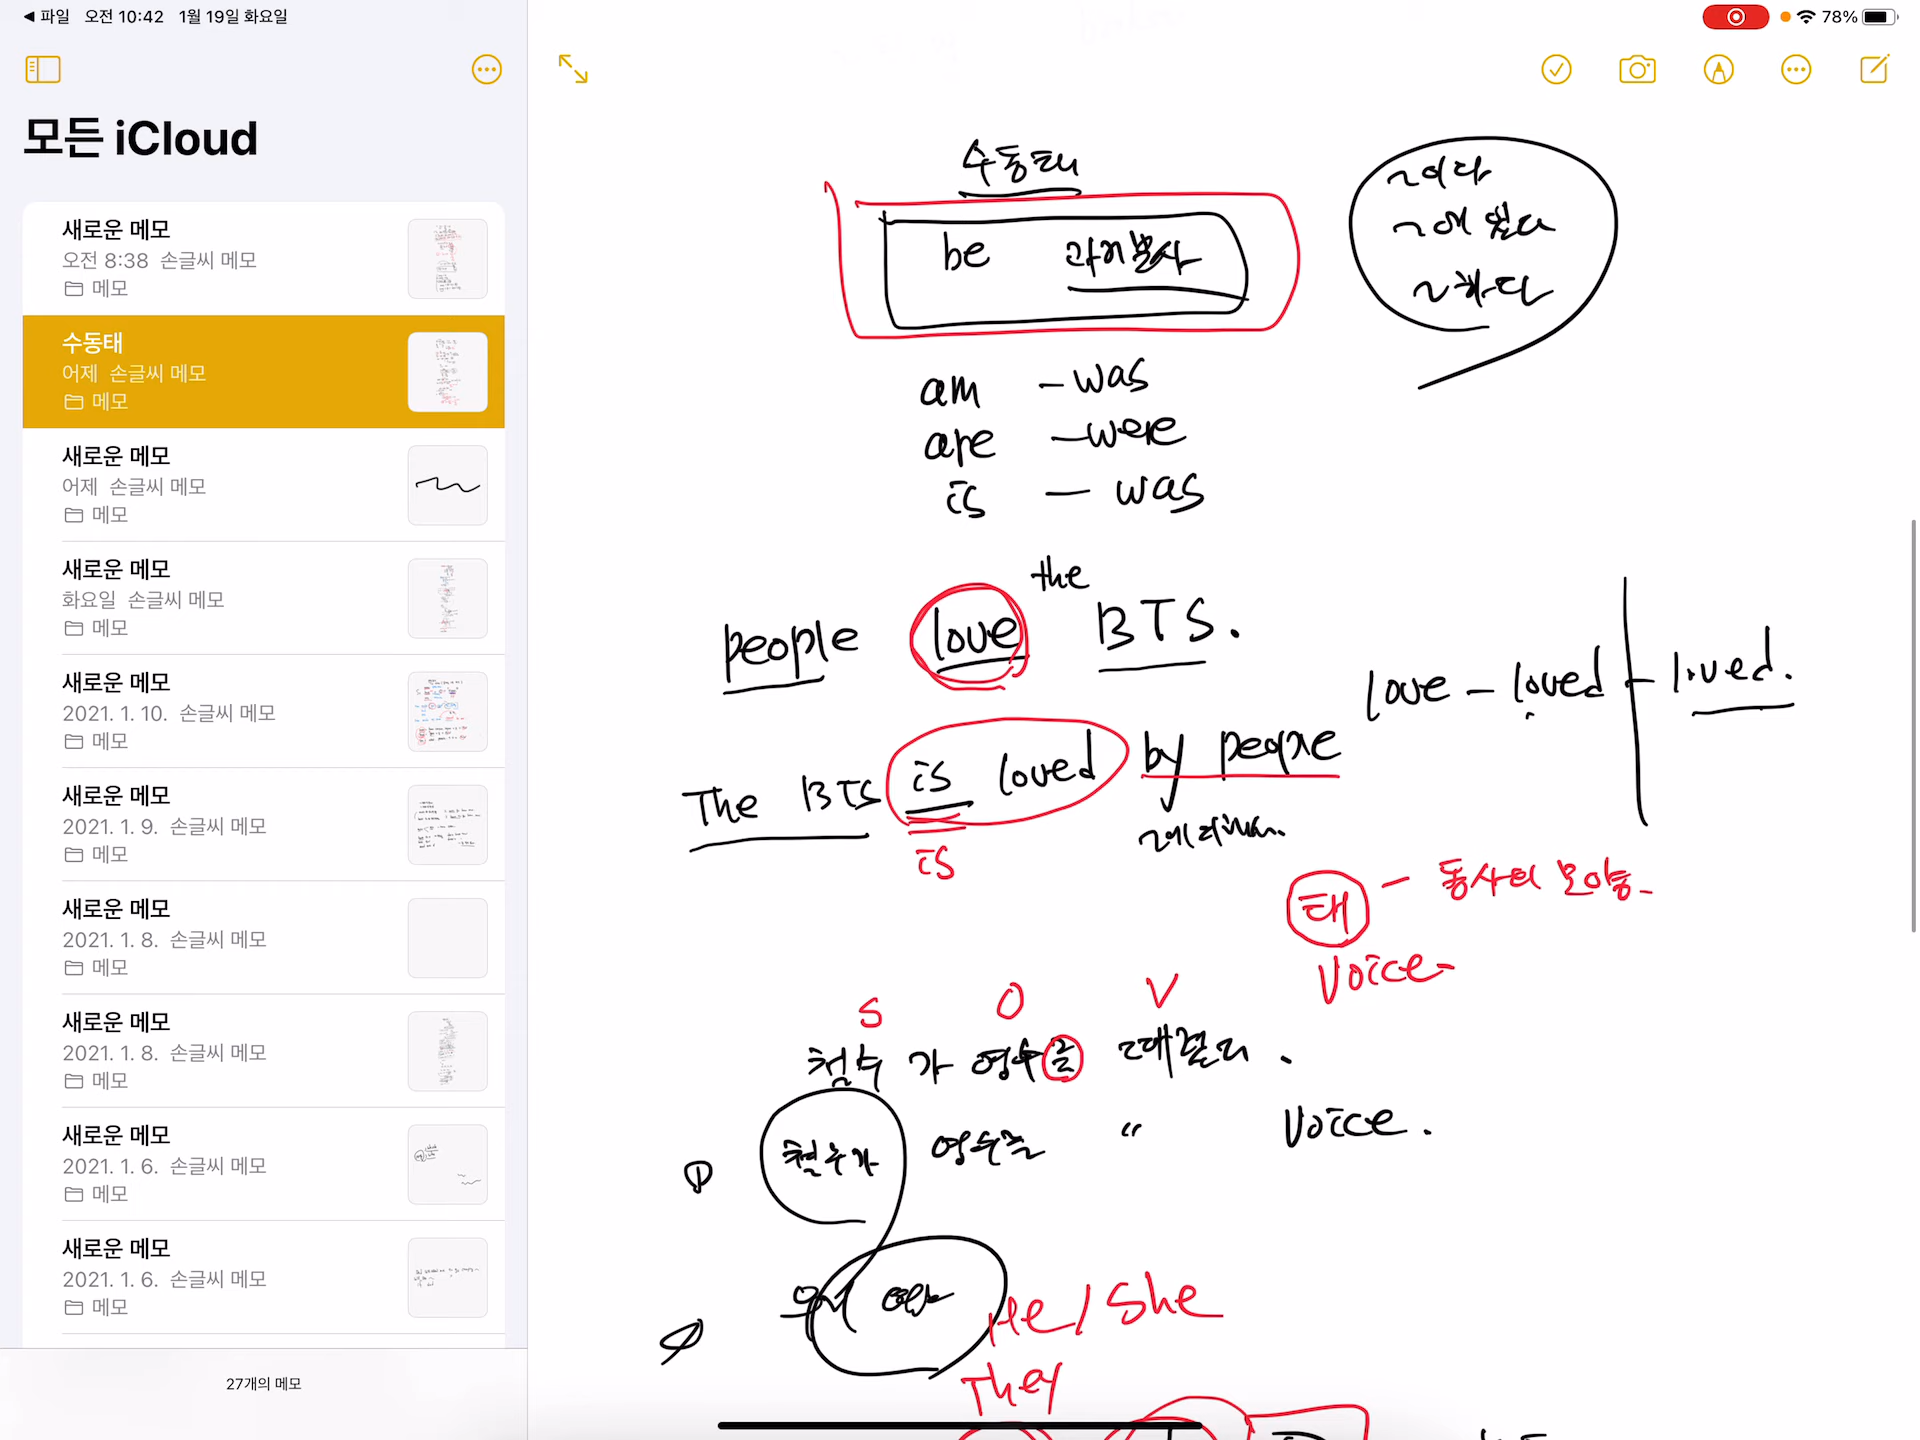 ◀ 파일 오전 10:42 1월 19일 화요일
78%
모든 iCloud
새로운 메모
오전 8:38 손글씨 메모
메모
수동태
어제 손글씨 메모
메모
새로운 메모
어제 손글씨 메모
메모
새로운 메모
화요일 손글씨 메모
메모
새로운 메모
2021. 1. 10. 손글씨 메모
메모
새로운 메모
2021. 1. 9. 손글씨 메모
메모
새로운 메모
2021. 1. 8. 손글씨 메모
메모
새로운 메모
2021. 1. 8. 손글씨 메모
메모
새로운 메모
2021. 1. 6. 손글씨 메모
메모
새로운 메모
2021. 1. 6. 손글씨 메모
메모
27개의 메모
수동태
be 과거분사
~이다
~에 있다
~하다
am - was
are - were
is - was
the
people love BTS.
love - loved - loved.
The BTS is loved by people
is
~에 의해서..
태 - 동사의 모양
Voice
S O V
철수가 영수를 때렸다.
① 철수가 영수를 〃 Voice.
He / She
They